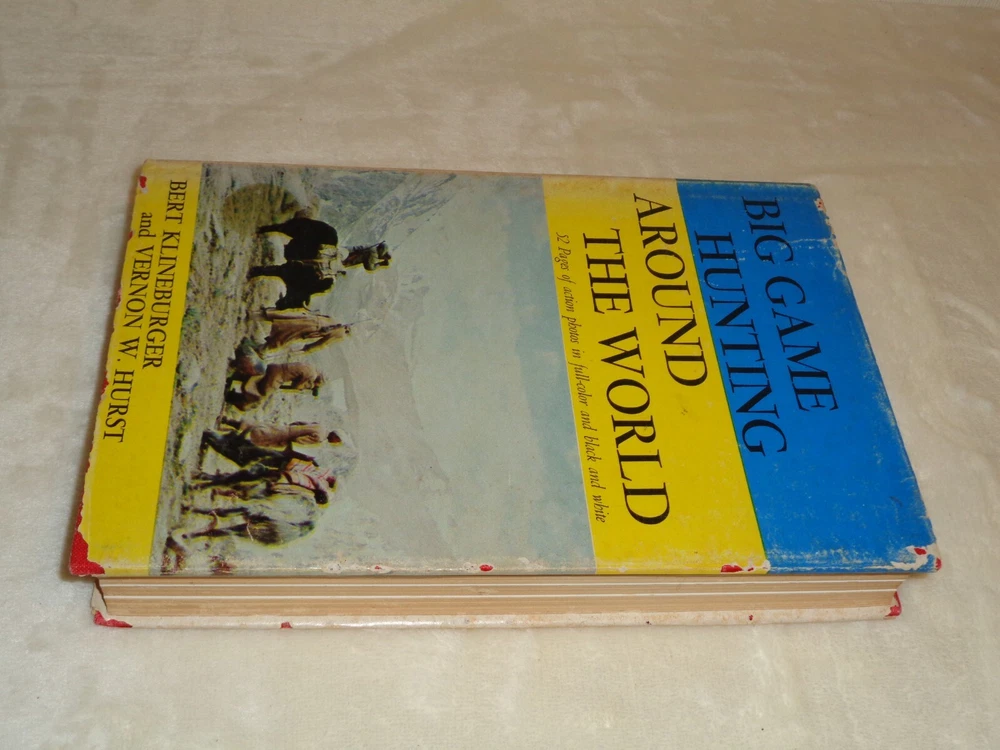 BIG GAME
HUNTING
AROUND
THE WORLD
52 Pages of action photos in full-color and black and white
BERT KLINEBURGER
and VERNON W. HURST